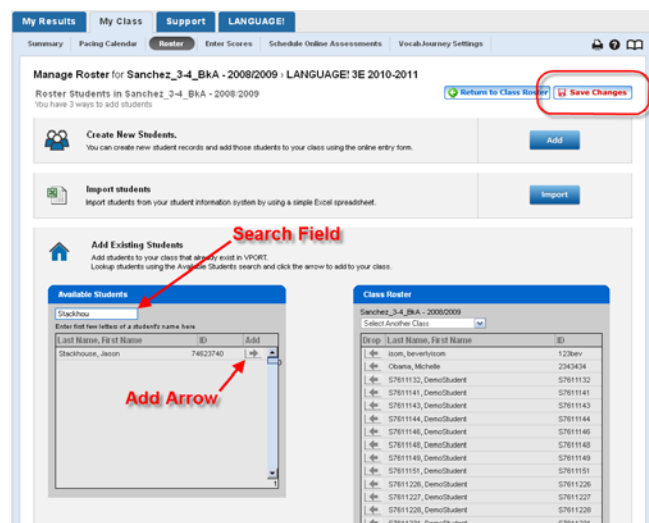 My Results My Class Support LANGUAGE!
Summary Pacing Calendar Roster Enter Scores Schedule Online Assessments VocabJourney Settings
Manage Roster for Sanchez_3-4_BkA - 2008/2009 › LANGUAGE! 3E 2010-2011
Roster Students in Sanchez_3-4_BkA - 2008/2009
You have 3 ways to add students
Return to Class Roster Save Changes
Create New Students.
You can create new student records and add those students to your class using the online entry form.
Add
Import students
Import students from your student information system by using a simple Excel spreadsheet.
Import
Search Field
Add Existing Students
Add students to your class that already exist in VPORT.
Lookup students using the Available Students search and click the arrow to add to your class.
Available Students
Stackhou
Enter first few letters of a student's name here
Last Name, First Name ID Add
Stackhouse, Jason 74623740
1
Add Arrow
Class Roster
Sanchez_3-4_BkA - 2008/2009
Select Another Class
Drop Last Name, First Name ID
isom, beverlyisom 123bev
Obama, Michelle 2343434
S7611132, DemoStudent S7611132
S7611141, DemoStudent S7611141
S7611143, DemoStudent S7611143
S7611144, DemoStudent S7611144
S7611146, DemoStudent S7611146
S7611148, DemoStudent S7611148
S7611149, DemoStudent S7611149
S7611151, DemoStudent S7611151
S7611226, DemoStudent S7611226
S7611227, DemoStudent S7611227
S7611228, DemoStudent S7611228